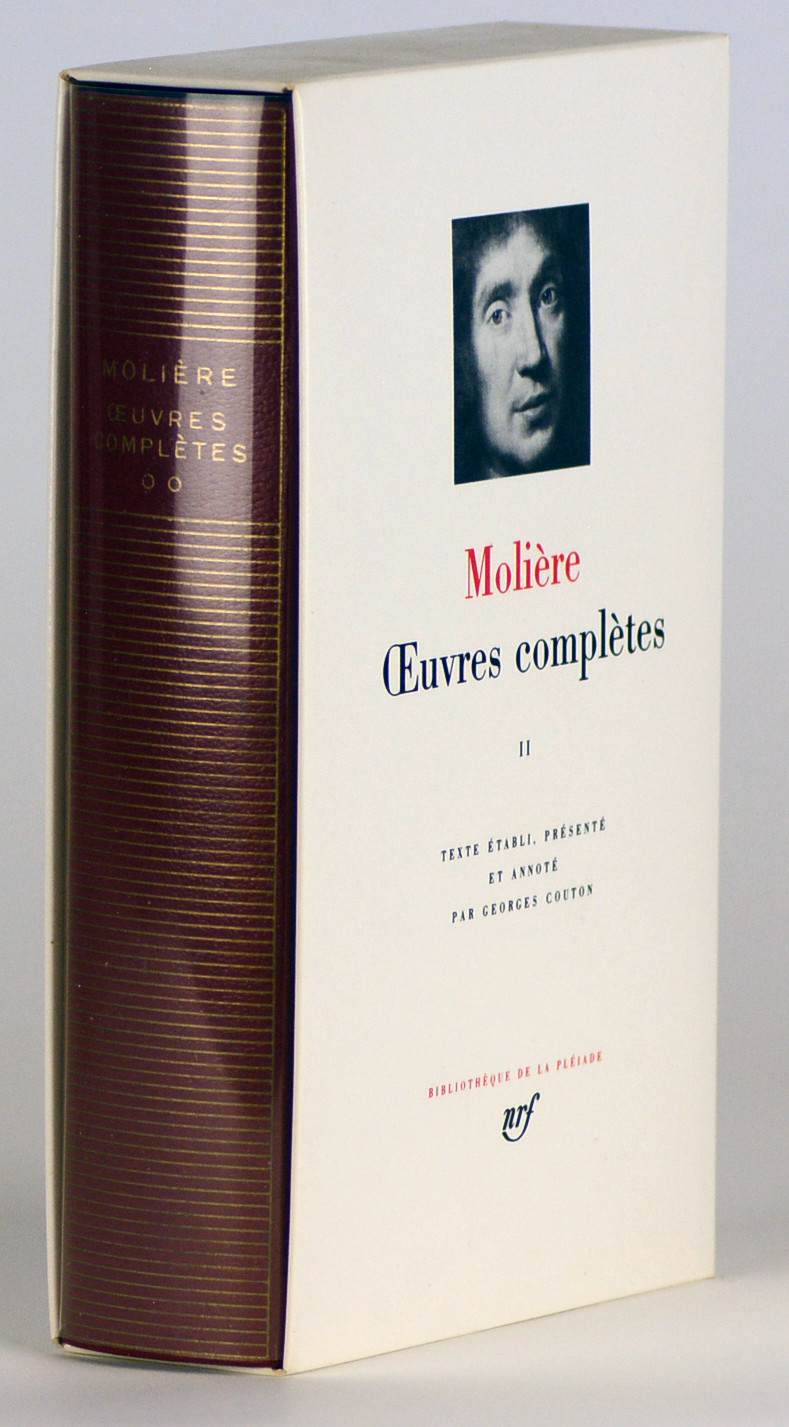 MOLIÈRE
ŒUVRES
COMPLÈTES
Molière
Œuvres complètes
II
TEXTE ÉTABLI, PRÉSENTÉ
ET ANNOTÉ
PAR GEORGES COUTON
BIBLIOTHÈQUE DE LA PLÉIADE
nrf